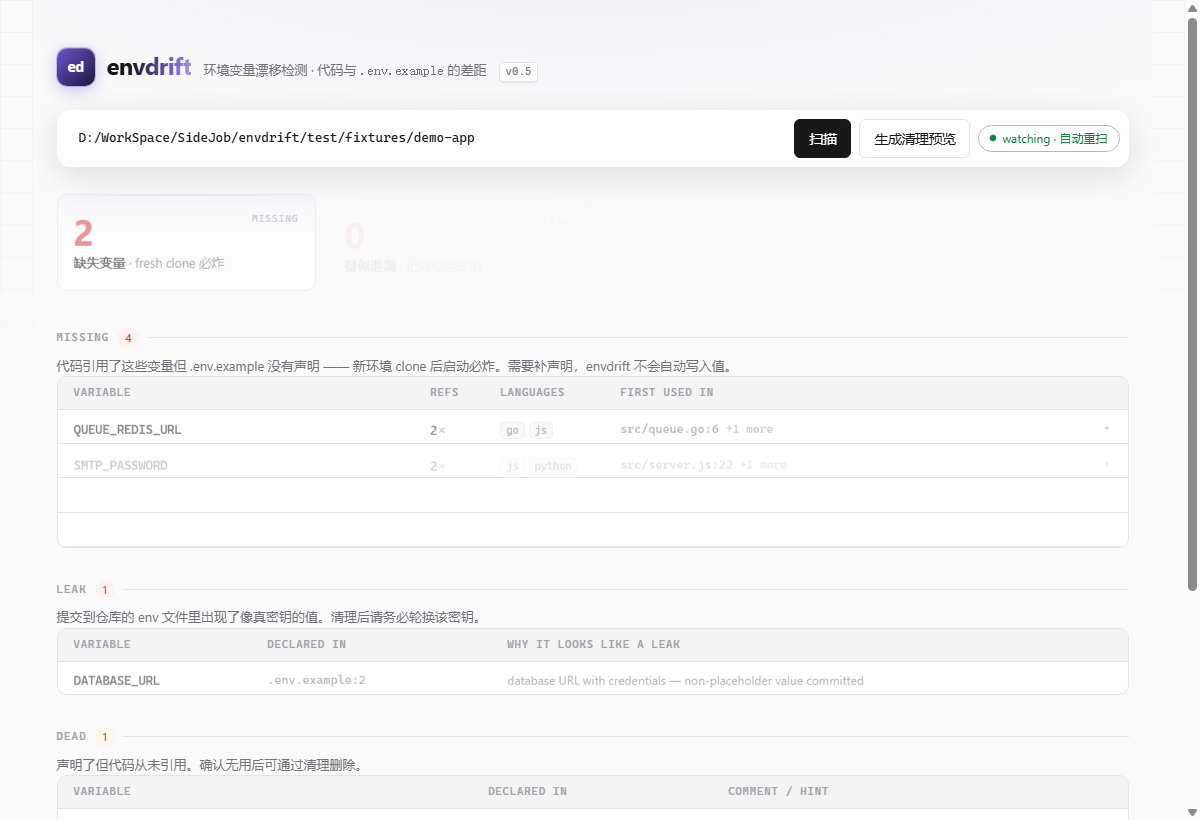 ed envdrift 环境变量漂移检测 · 代码与 .env.example 的差距 v0.5
D:/WorkSpace/SideJob/envdrift/test/fixtures/demo-app 扫描 生成清理预览 watching · 自动重扫
2 MISSING
缺失变量 · fresh clone 必炸
0
疑似泄漏
MISSING 4
代码引用了这些变量但 .env.example 没有声明 —— 新环境 clone 后启动必炸。需要补声明，envdrift 不会自动写入值。
VARIABLE REFS LANGUAGES FIRST USED IN
QUEUE_REDIS_URL 2× go js src/queue.go:6 +1 more
SMTP_PASSWORD 2× js python src/server.js:22 +1 more
LEAK 1
提交到仓库的 env 文件里出现了像真密钥的值。清理后请务必轮换该密钥。
VARIABLE DECLARED IN WHY IT LOOKS LIKE A LEAK
DATABASE_URL .env.example:2 database URL with credentials — non-placeholder value committed
DEAD 1
声明了但代码从未引用。确认无用后可通过清理删除。
VARIABLE DECLARED IN COMMENT / HINT